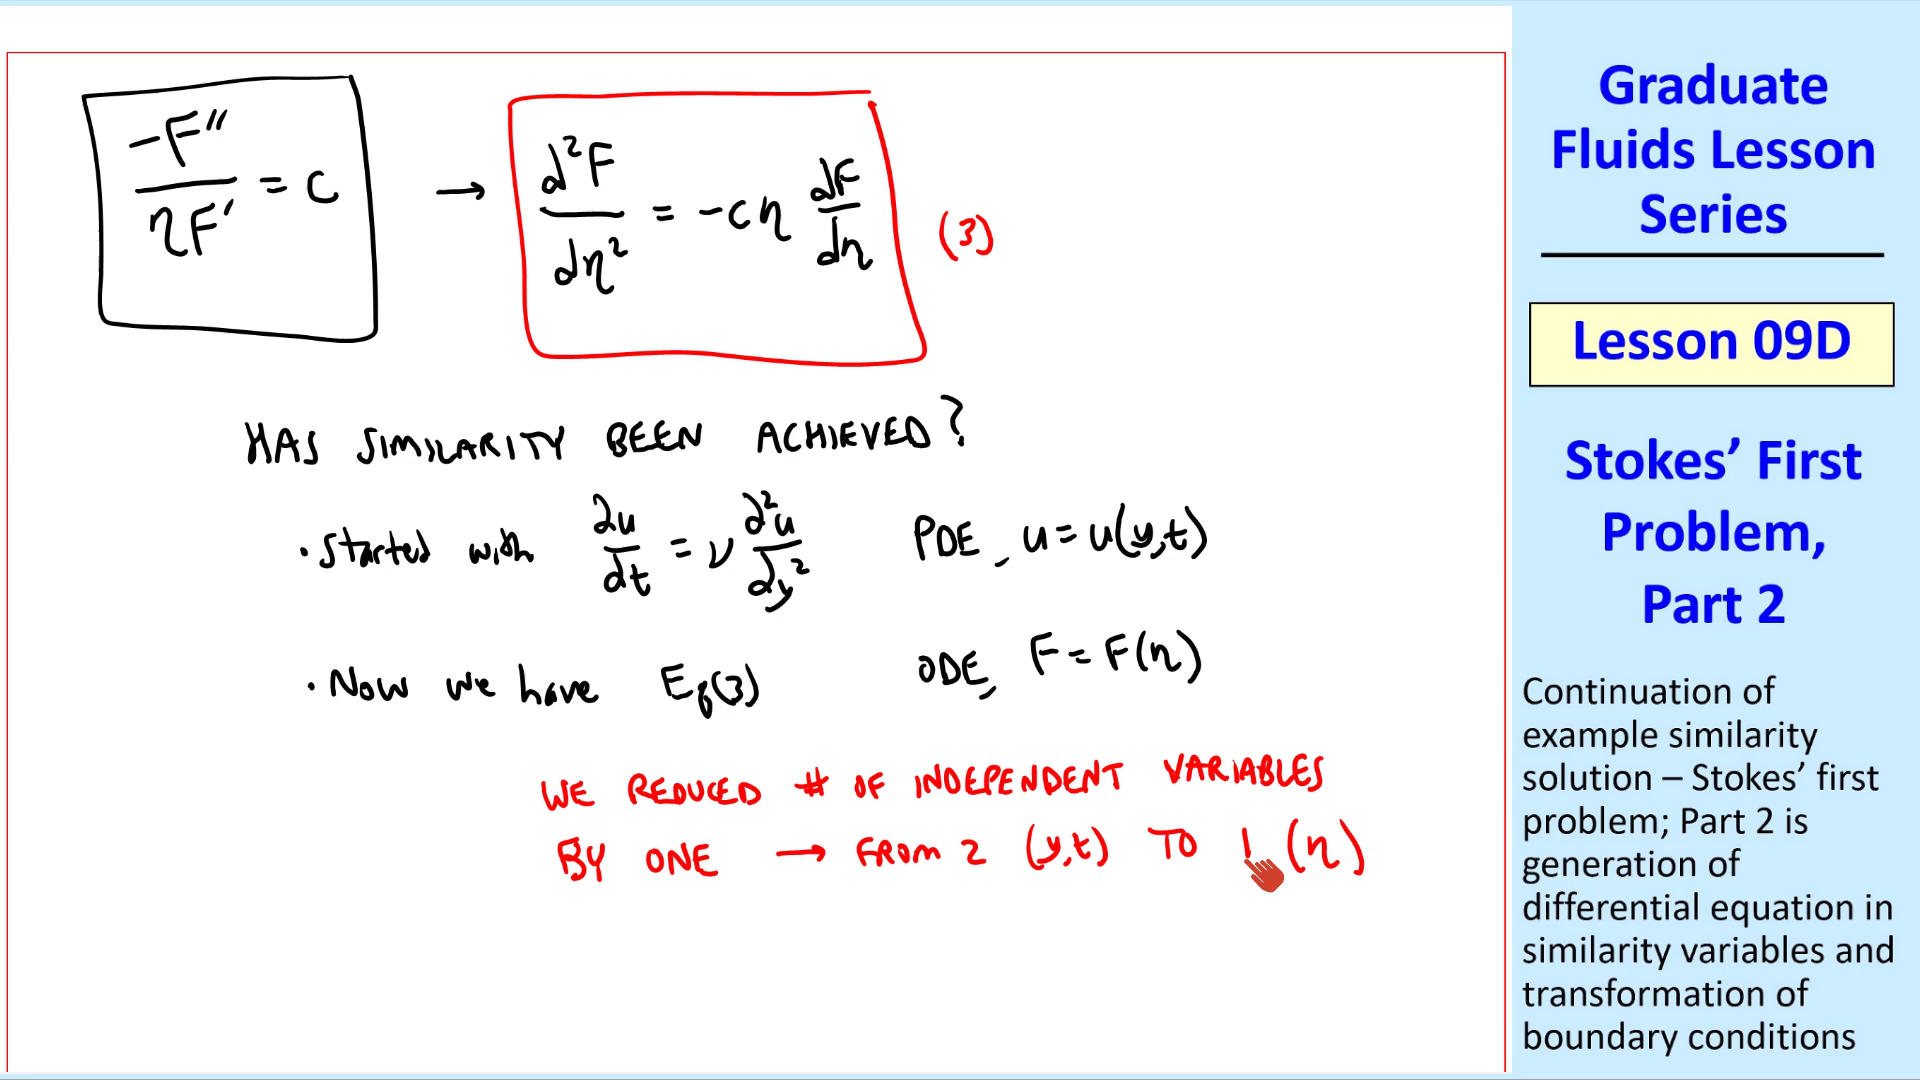 -F''/ηF' = c → d²F/dη² = -cη dF/dη (3)
HAS SIMILARITY BEEN ACHIEVED?
• Started with ∂u/∂t = ν ∂²u/∂y² PDE, u = u(y,t)
• Now we have Eq(3) ODE, F = F(η)
WE REDUCED # OF INDEPENDENT VARIABLES
BY ONE → FROM 2 (y,t) TO 1 (η)
Graduate
Fluids Lesson
Series
Lesson 09D
Stokes’ First
Problem,
Part 2
Continuation of
example similarity
solution – Stokes’ first
problem; Part 2 is
generation of
differential equation in
similarity variables and
transformation of
boundary conditions